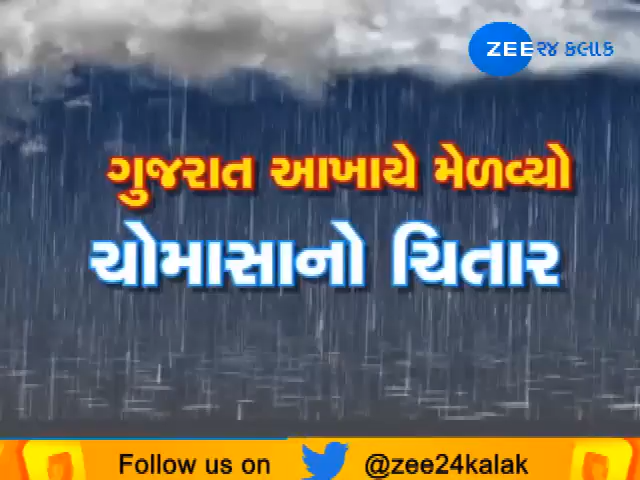 ZEE ૨૪ કલાક
ગુજરાત આખાયે મેળવ્યો
ચોમાસાનો ચિતાર
Follow us on @zee24kalak